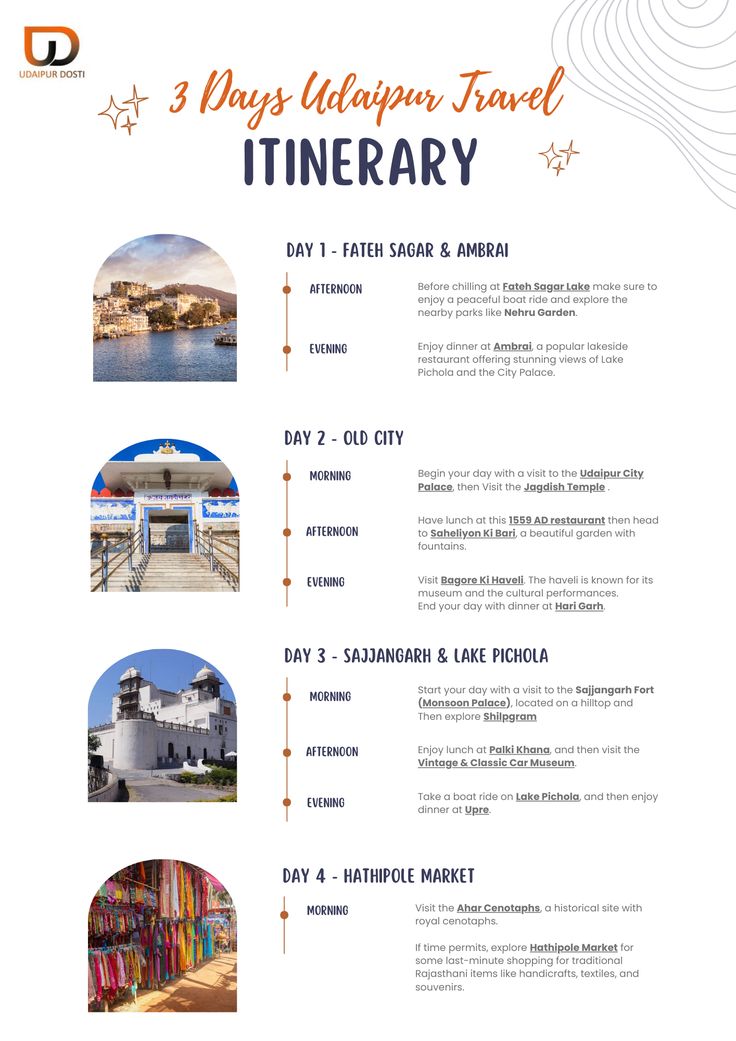 UDAIPUR DOSTI
3 Days Udaipur Travel
ITINERARY
DAY 1 - FATEH SAGAR & AMBRAI
AFTERNOON
Before chilling at Fateh Sagar Lake make sure to
enjoy a peaceful boat ride and explore the
nearby parks like Nehru Garden.
EVENING
Enjoy dinner at Ambrai, a popular lakeside
restaurant offering stunning views of Lake
Pichola and the City Palace.
DAY 2 - OLD CITY
MORNING
Begin your day with a visit to the Udaipur City
Palace, then Visit the Jagdish Temple .
AFTERNOON
Have lunch at this 1559 AD restaurant then head
to Saheliyon Ki Bari, a beautiful garden with
fountains.
EVENING
Visit Bagore Ki Haveli. The haveli is known for its
museum and the cultural performances.
End your day with dinner at Hari Garh.
DAY 3 - SAJJANGARH & LAKE PICHOLA
MORNING
Start your day with a visit to the Sajjangarh Fort
(Monsoon Palace), located on a hilltop and
Then explore Shilpgram
AFTERNOON
Enjoy lunch at Palki Khana, and then visit the
Vintage & Classic Car Museum.
EVENING
Take a boat ride on Lake Pichola, and then enjoy
dinner at Upre.
DAY 4 - HATHIPOLE MARKET
MORNING
Visit the Ahar Cenotaphs, a historical site with
royal cenotaphs.
If time permits, explore Hathipole Market for
some last-minute shopping for traditional
Rajasthani items like handicrafts, textiles, and
souvenirs.